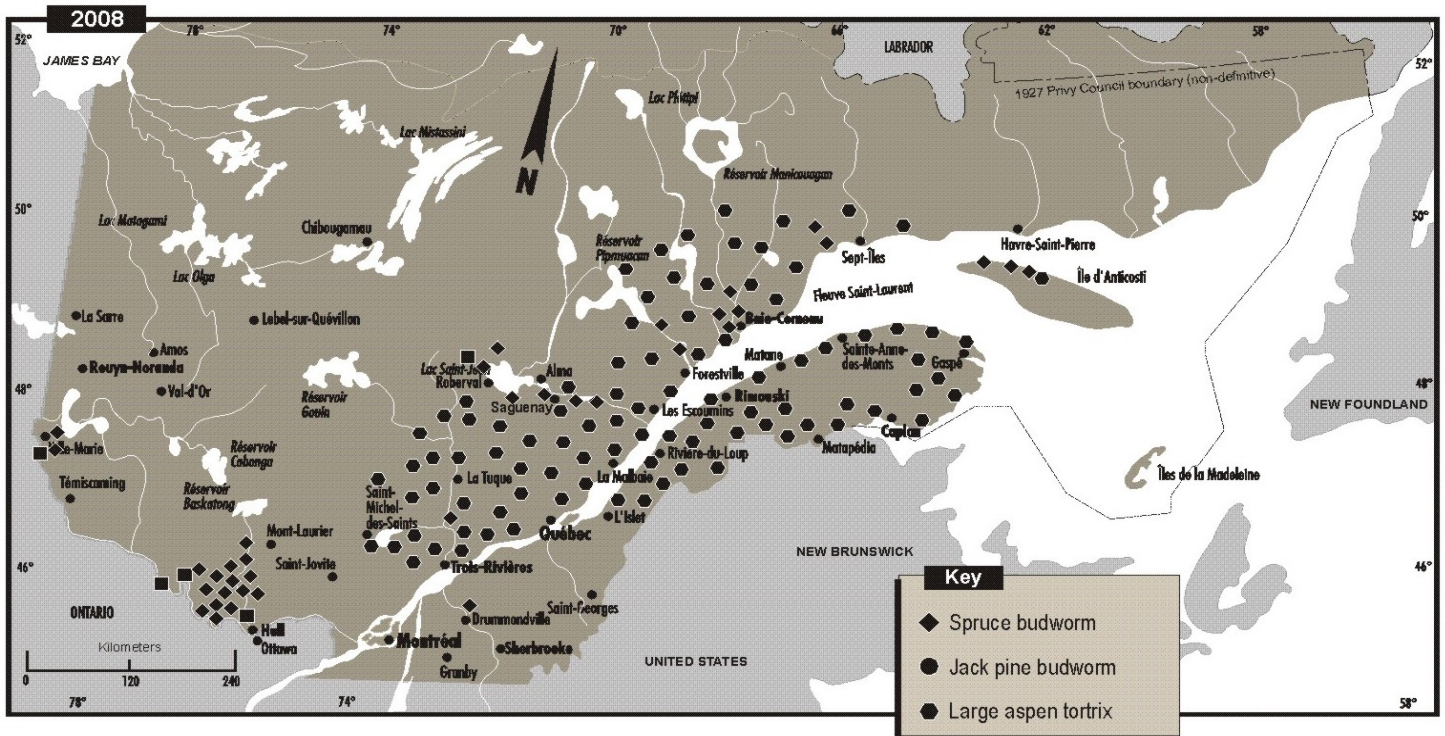 2008
52°
76°
74°
70°
66°
62°
58°
52°
JAMES BAY
LABRADOR
1927 Privy Council boundary (non-definitive)
Lac Mistassini
N
Réservoir Manicouagan
50°
50°
Lac Matagami
Chibougamau
Lac Olga
Réservoir
Pipmuacan
Sept-Îles
Havre-Saint-Pierre
Île d'Anticosti
Fleuve Saint-Laurent
La Sarre
Lebel-sur-Quévillon
Baie-Comeau
Amos
Rouyn-Noranda
Matane
Sainte-Anne-
des-Monts
Gaspé
48°
Val-d'Or
Réservoir
Gouin
Roberval
Alma
Forestville
48°
Saguenay
Les Escoumins
Rimouski
NEW FOUNDLAND
Caplan
Matapédia
Réservoir
Cabonga
Rivière-du-Loup
Îles de la Madeleine
Témiscaming
Réservoir
Baskatong
Saint-
Michel-
des-Saints
La Tuque
La Malbaie
L'Islet
Mont-Laurier
Québec
NEW BRUNSWICK
46°
Saint-Jovite
Trois-Rivières
46°
Key
ONTARIO
Saint-Georges
Drummondville
Spruce budworm
Kilometers
Hull
Ottawa
Montréal
Sherbrooke
UNITED STATES
Jack pine budworm
0
120
240
Granby
Large aspen tortrix
78°
74°
58°